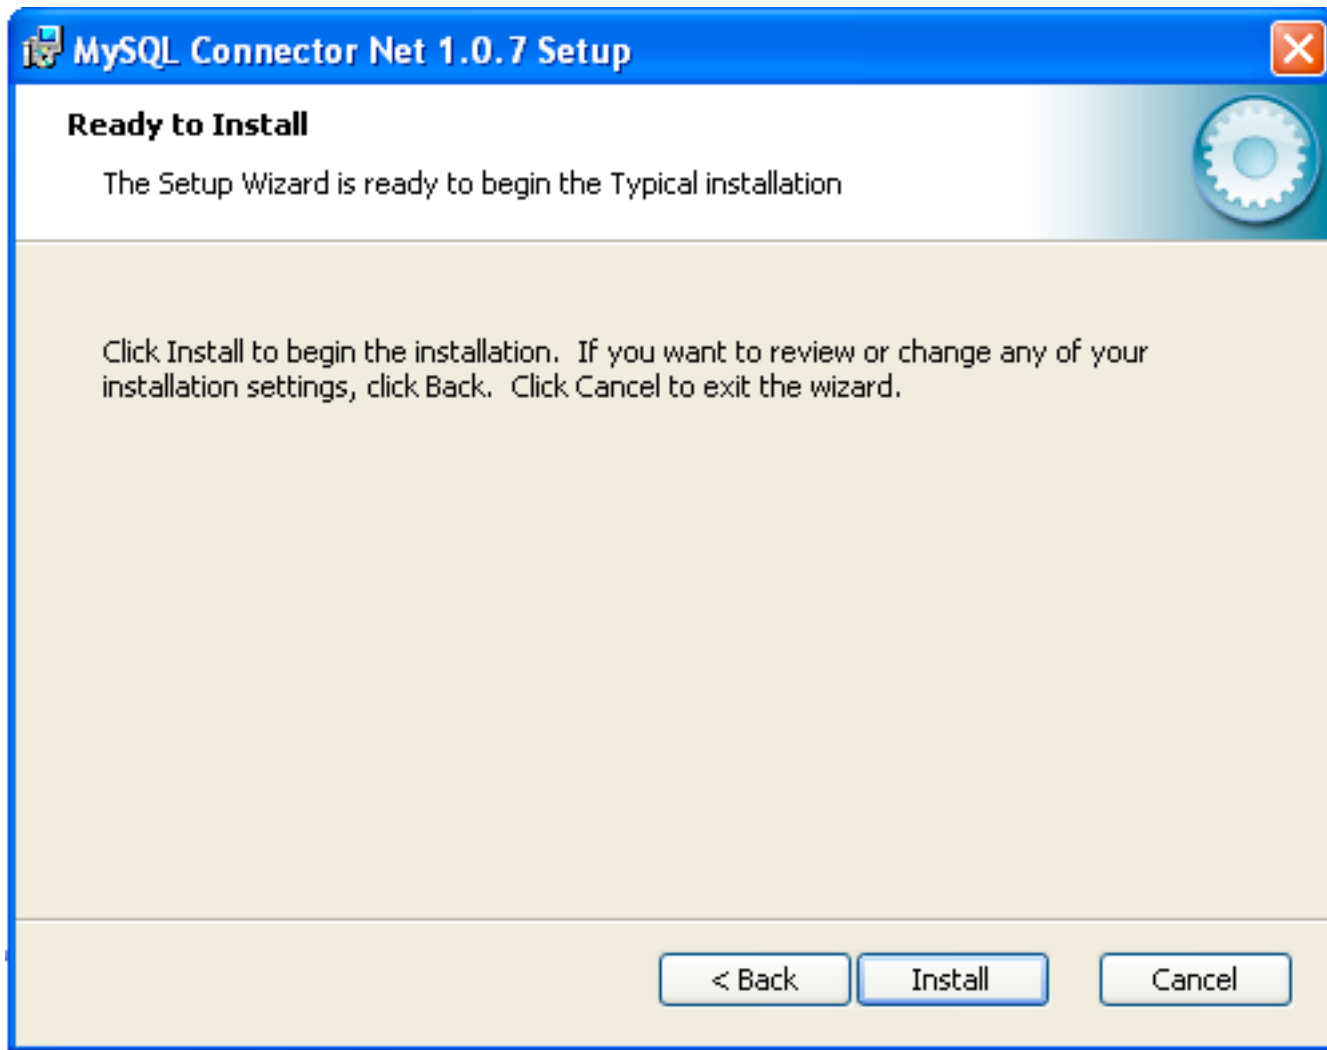 MySQL Connector Net 1.0.7 Setup
Ready to Install
The Setup Wizard is ready to begin the Typical installation
Click Install to begin the installation.  If you want to review or change any of your
installation settings, click Back.  Click Cancel to exit the wizard.
< Back
Install
Cancel